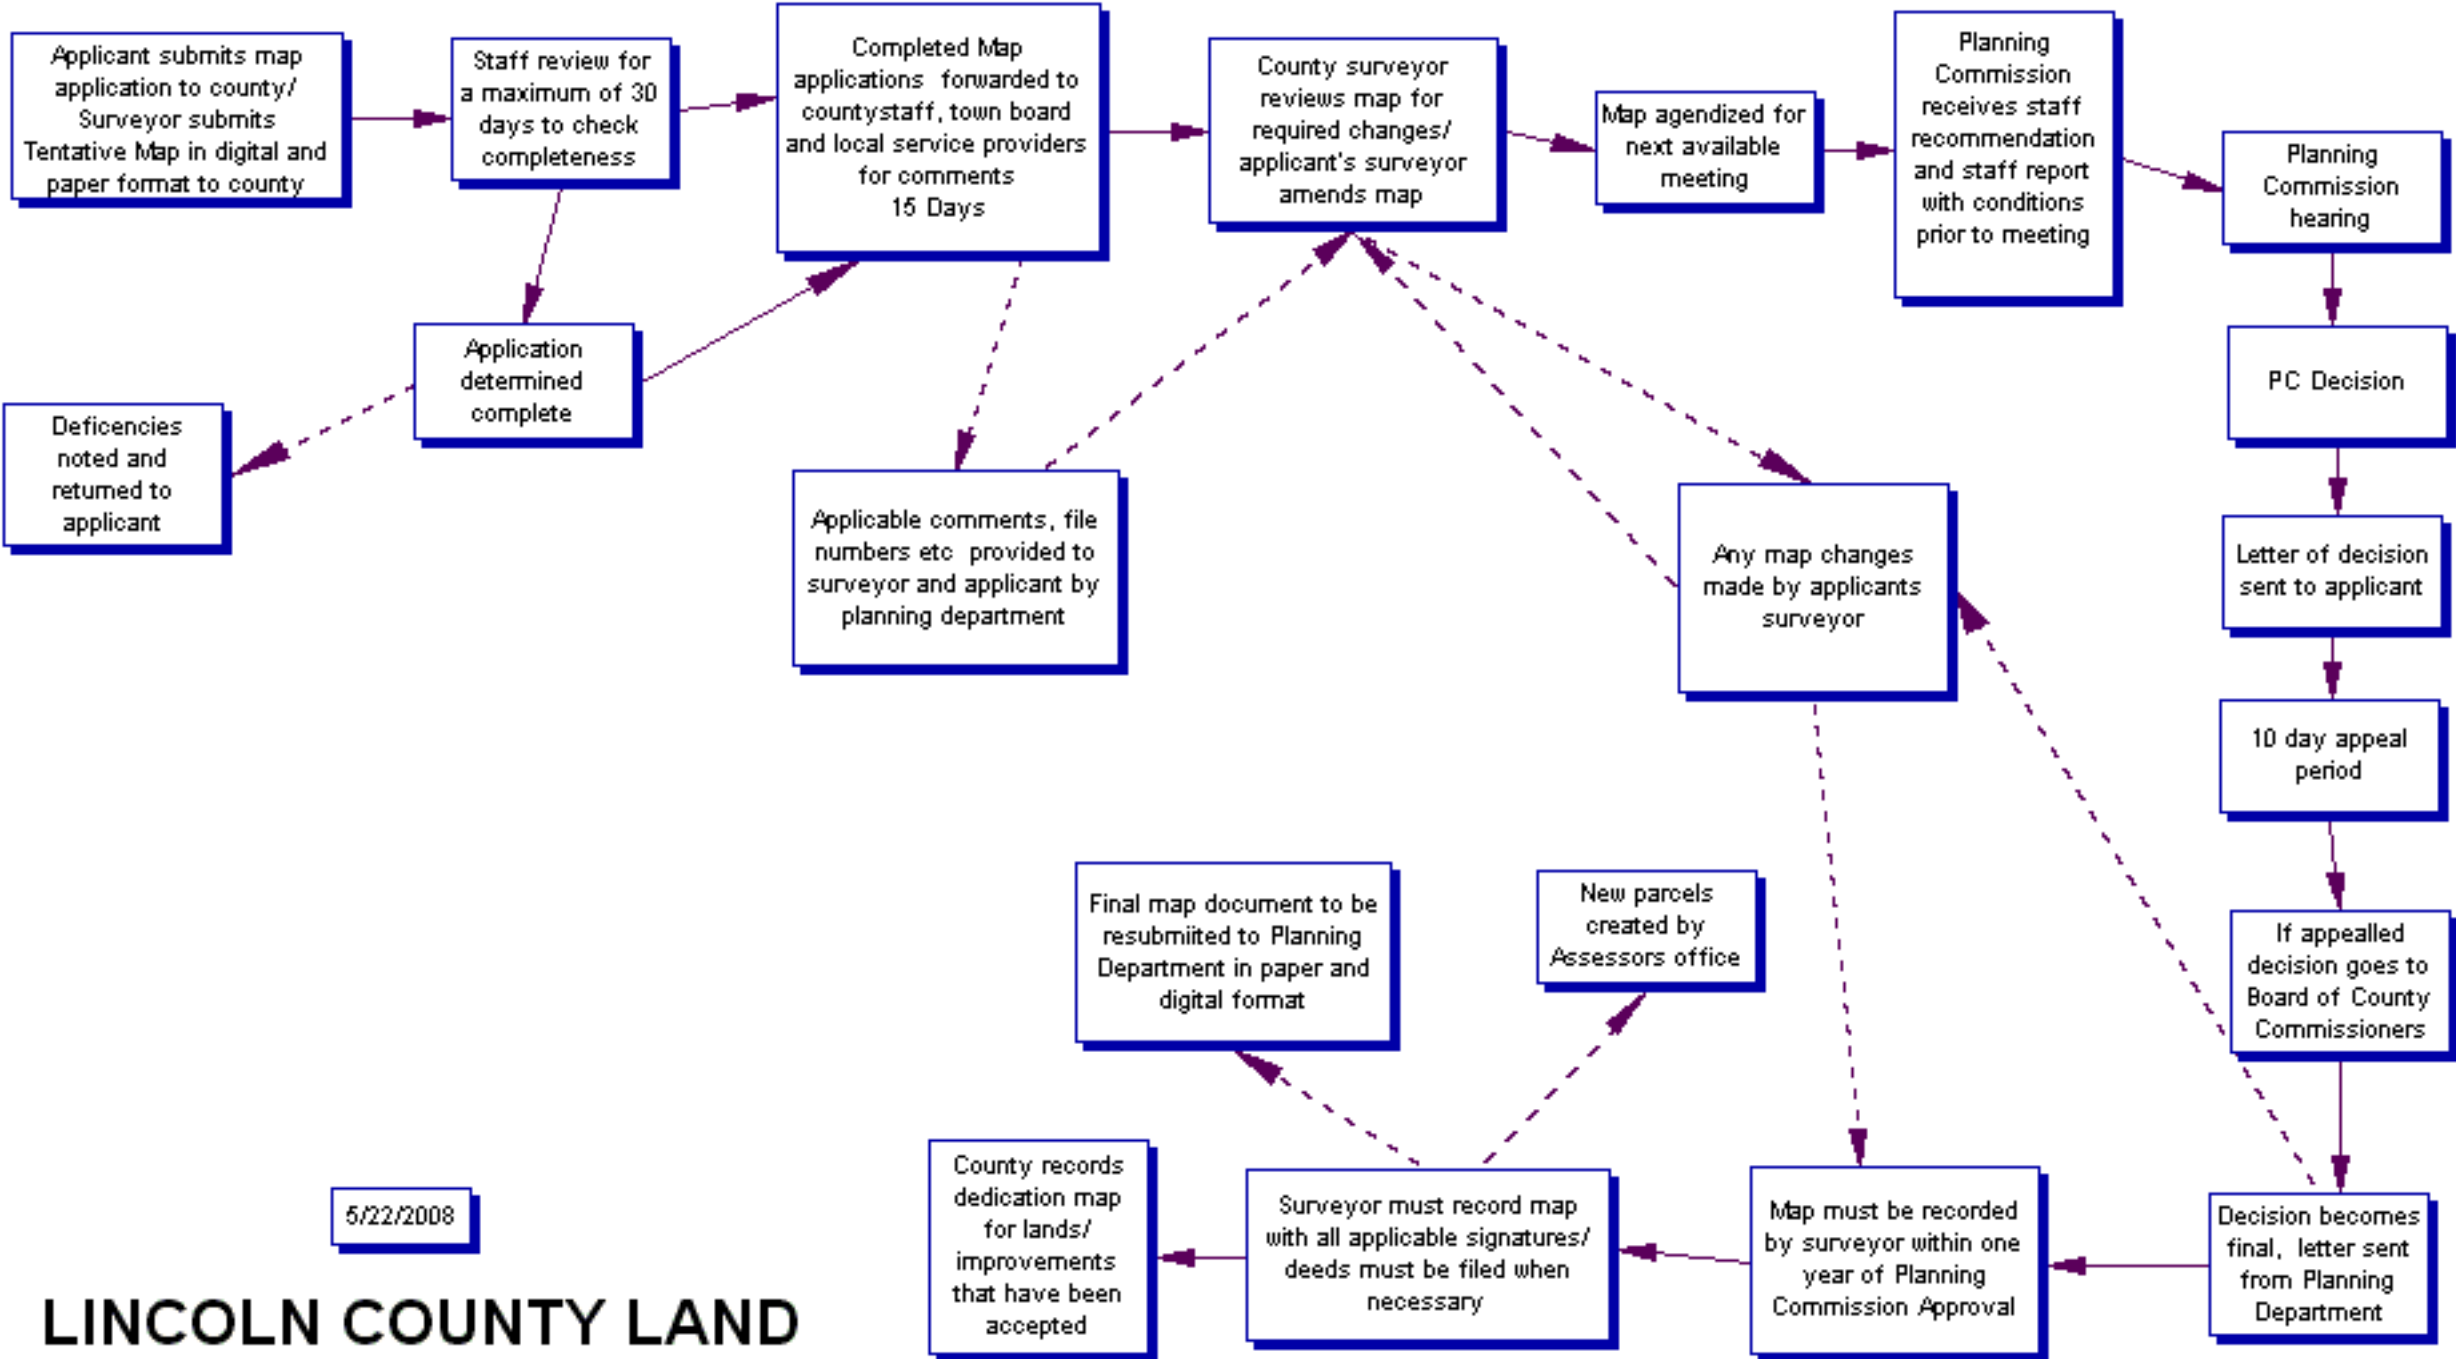 Applicant submits map
application to county/
Surveyor submits
Tentative Map in digital and
paper format to county
Staff review for
a maximum of 30
days to check
completeness
Completed Map
applications forwarded to
countystaff, town board
and local service providers
for comments
15 Days
County surveyor
reviews map for
required changes/
applicant's surveyor
amends map
Map agendized for
next available
meeting
Planning
Commission
receives staff
recommendation
and staff report
with conditions
prior to meeting
Planning
Commission
hearing
Application
determined
complete
PC Decision
Deficencies
noted and
returned to
applicant
Applicable comments, file
numbers etc provided to
surveyor and applicant by
planning department
Any map changes
made by applicants
surveyor
Letter of decision
sent to applicant
10 day appeal
period
Final map document to be
resubmiited to Planning
Department in paper and
digital format
New parcels
created by
Assessors office
If appealled
decision goes to
Board of County
Commissioners
County records
dedication map
for lands/
improvements
that have been
accepted
Surveyor must record map
with all applicable signatures/
deeds must be filed when
necessary
Map must be recorded
by surveyor within one
year of Planning
Commission Approval
Decision becomes
final, letter sent
from Planning
Department
5/22/2008
LINCOLN COUNTY LAND